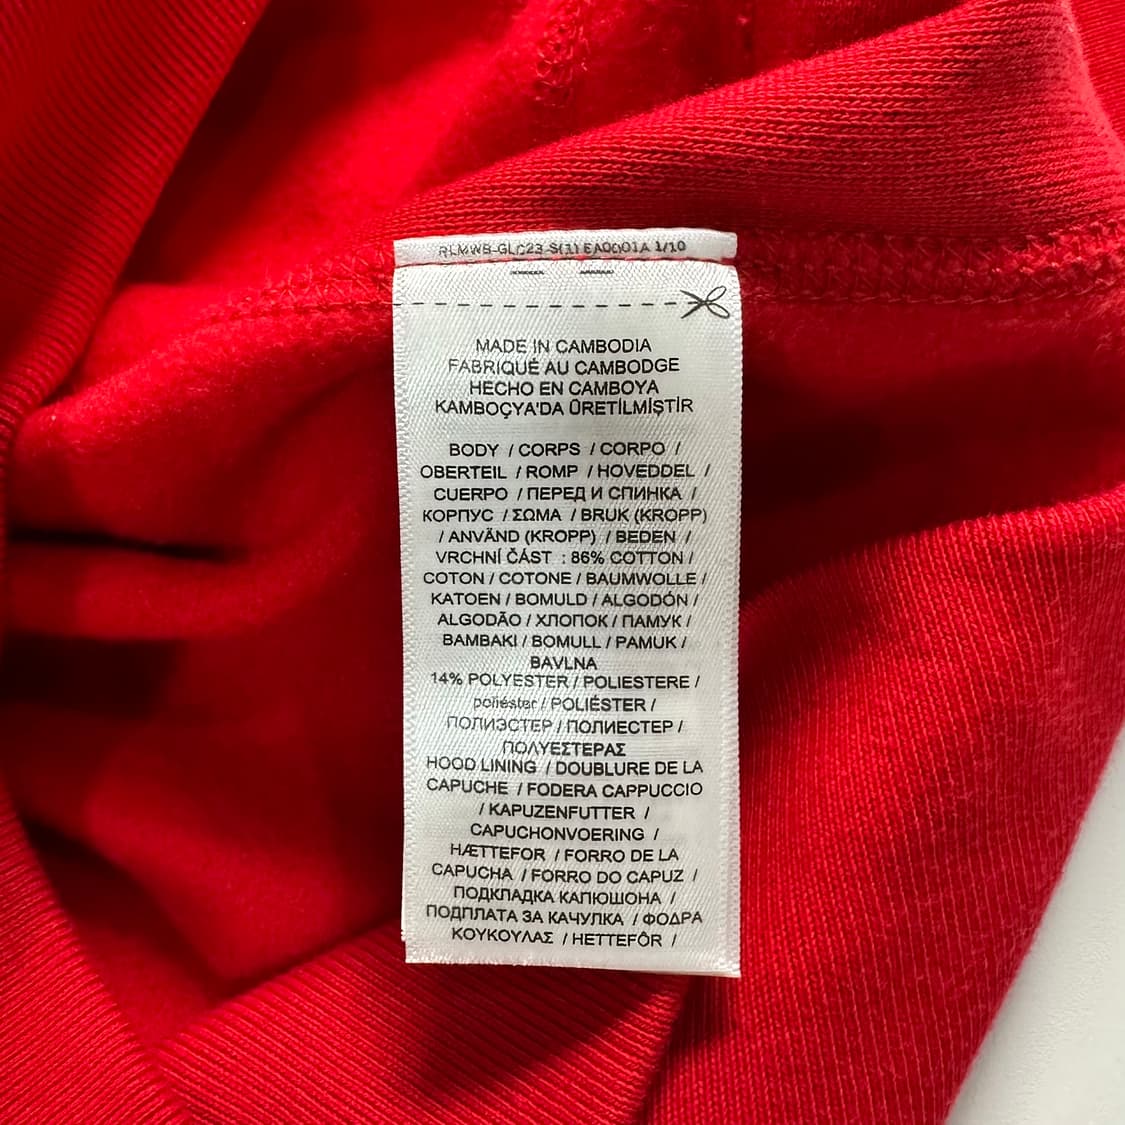 RLMWB-GLC23-S(1) EA0001A 1/10
MADE IN CAMBODIA
FABRIQUÉ AU CAMBODGE
HECHO EN CAMBOYA
KAMBOÇYA'DA ÜRETİLMİŞTİR
BODY / CORPS / CORPO /
OBERTEIL / ROMP / HOVEDDEL /
CUERPO / ПЕРЕД И СПИНКА /
КОРПУС / ΣΩΜΑ / BRUK (KROPP)
/ ANVÄND (KROPP) / BEDEN /
VRCHNÍ ČÁST : 86% COTTON /
COTON / COTONE / BAUMWOLLE /
KATOEN / BOMULD / ALGODÓN /
ALGODÃO / ХЛОПОК / ПАМУК /
BAMBAKI / BOMULL / PAMUK /
BAVLNA
14% POLYESTER / POLIESTERE /
poliéster / POLIÉSTER /
ПОЛИЭСТЕР / ПОЛИЕСТЕР /
ΠΟΛΥΕΣΤΕΡΑΣ
HOOD LINING / DOUBLURE DE LA
CAPUCHE / FODERA CAPPUCCIO
/ KAPUZENFUTTER /
CAPUCHONVOERING /
HÆTTEFOR / FORRO DE LA
CAPUCHA / FORRO DO CAPUZ /
ПОДКЛАДКА КАПЮШОНА /
ПОДПЛАТА ЗА КАЧУЛКА / ΦΟΔΡΑ
ΚΟΥΚΟΥΛΑΣ / HETTEFÔR /